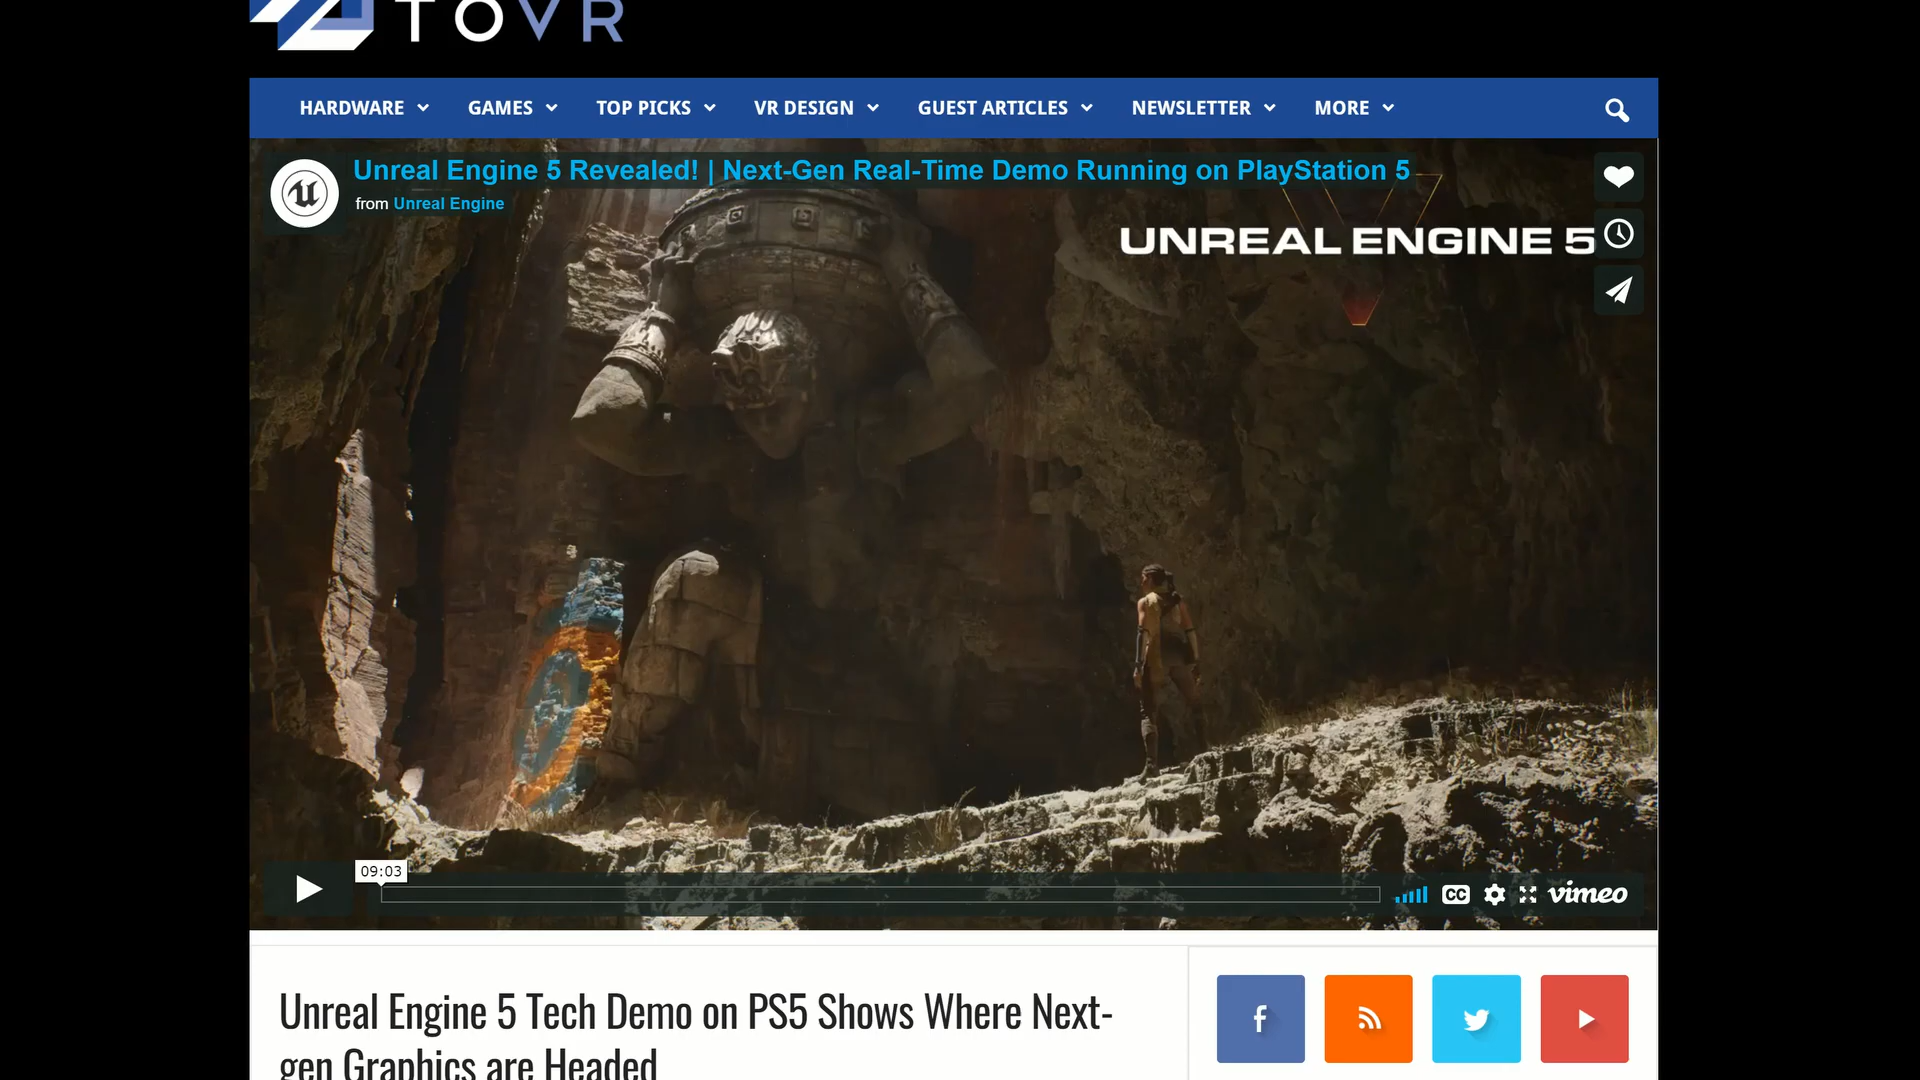 TOVR
HARDWARE GAMES TOP PICKS VR DESIGN GUEST ARTICLES NEWSLETTER MORE
Unreal Engine 5 Revealed! | Next-Gen Real-Time Demo Running on PlayStation 5
from Unreal Engine
UNREAL ENGINE 5
09:03
CC vimeo
Unreal Engine 5 Tech Demo on PS5 Shows Where Next-
gen Graphics are Headed